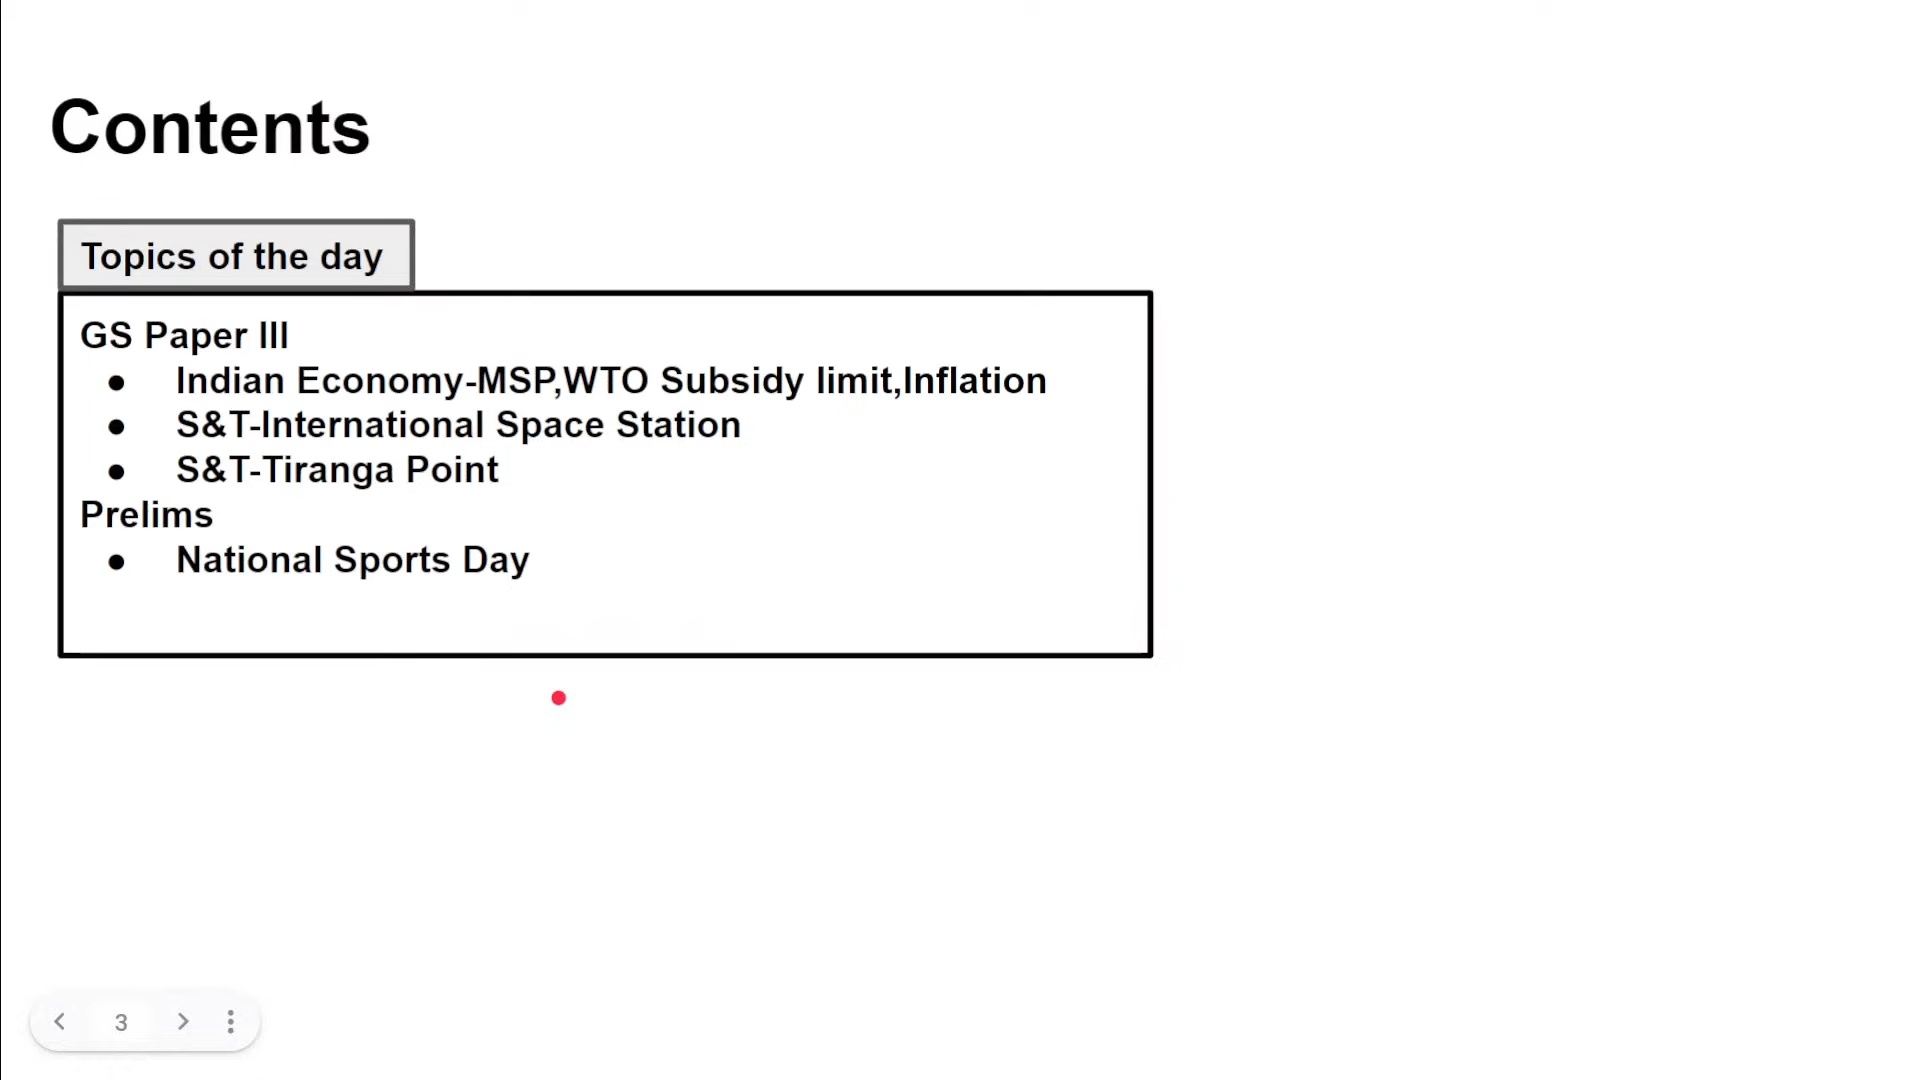 Contents
Topics of the day
GS Paper III
● Indian Economy-MSP,WTO Subsidy limit,Inflation
● S&T-International Space Station
● S&T-Tiranga Point
Prelims
● National Sports Day
3